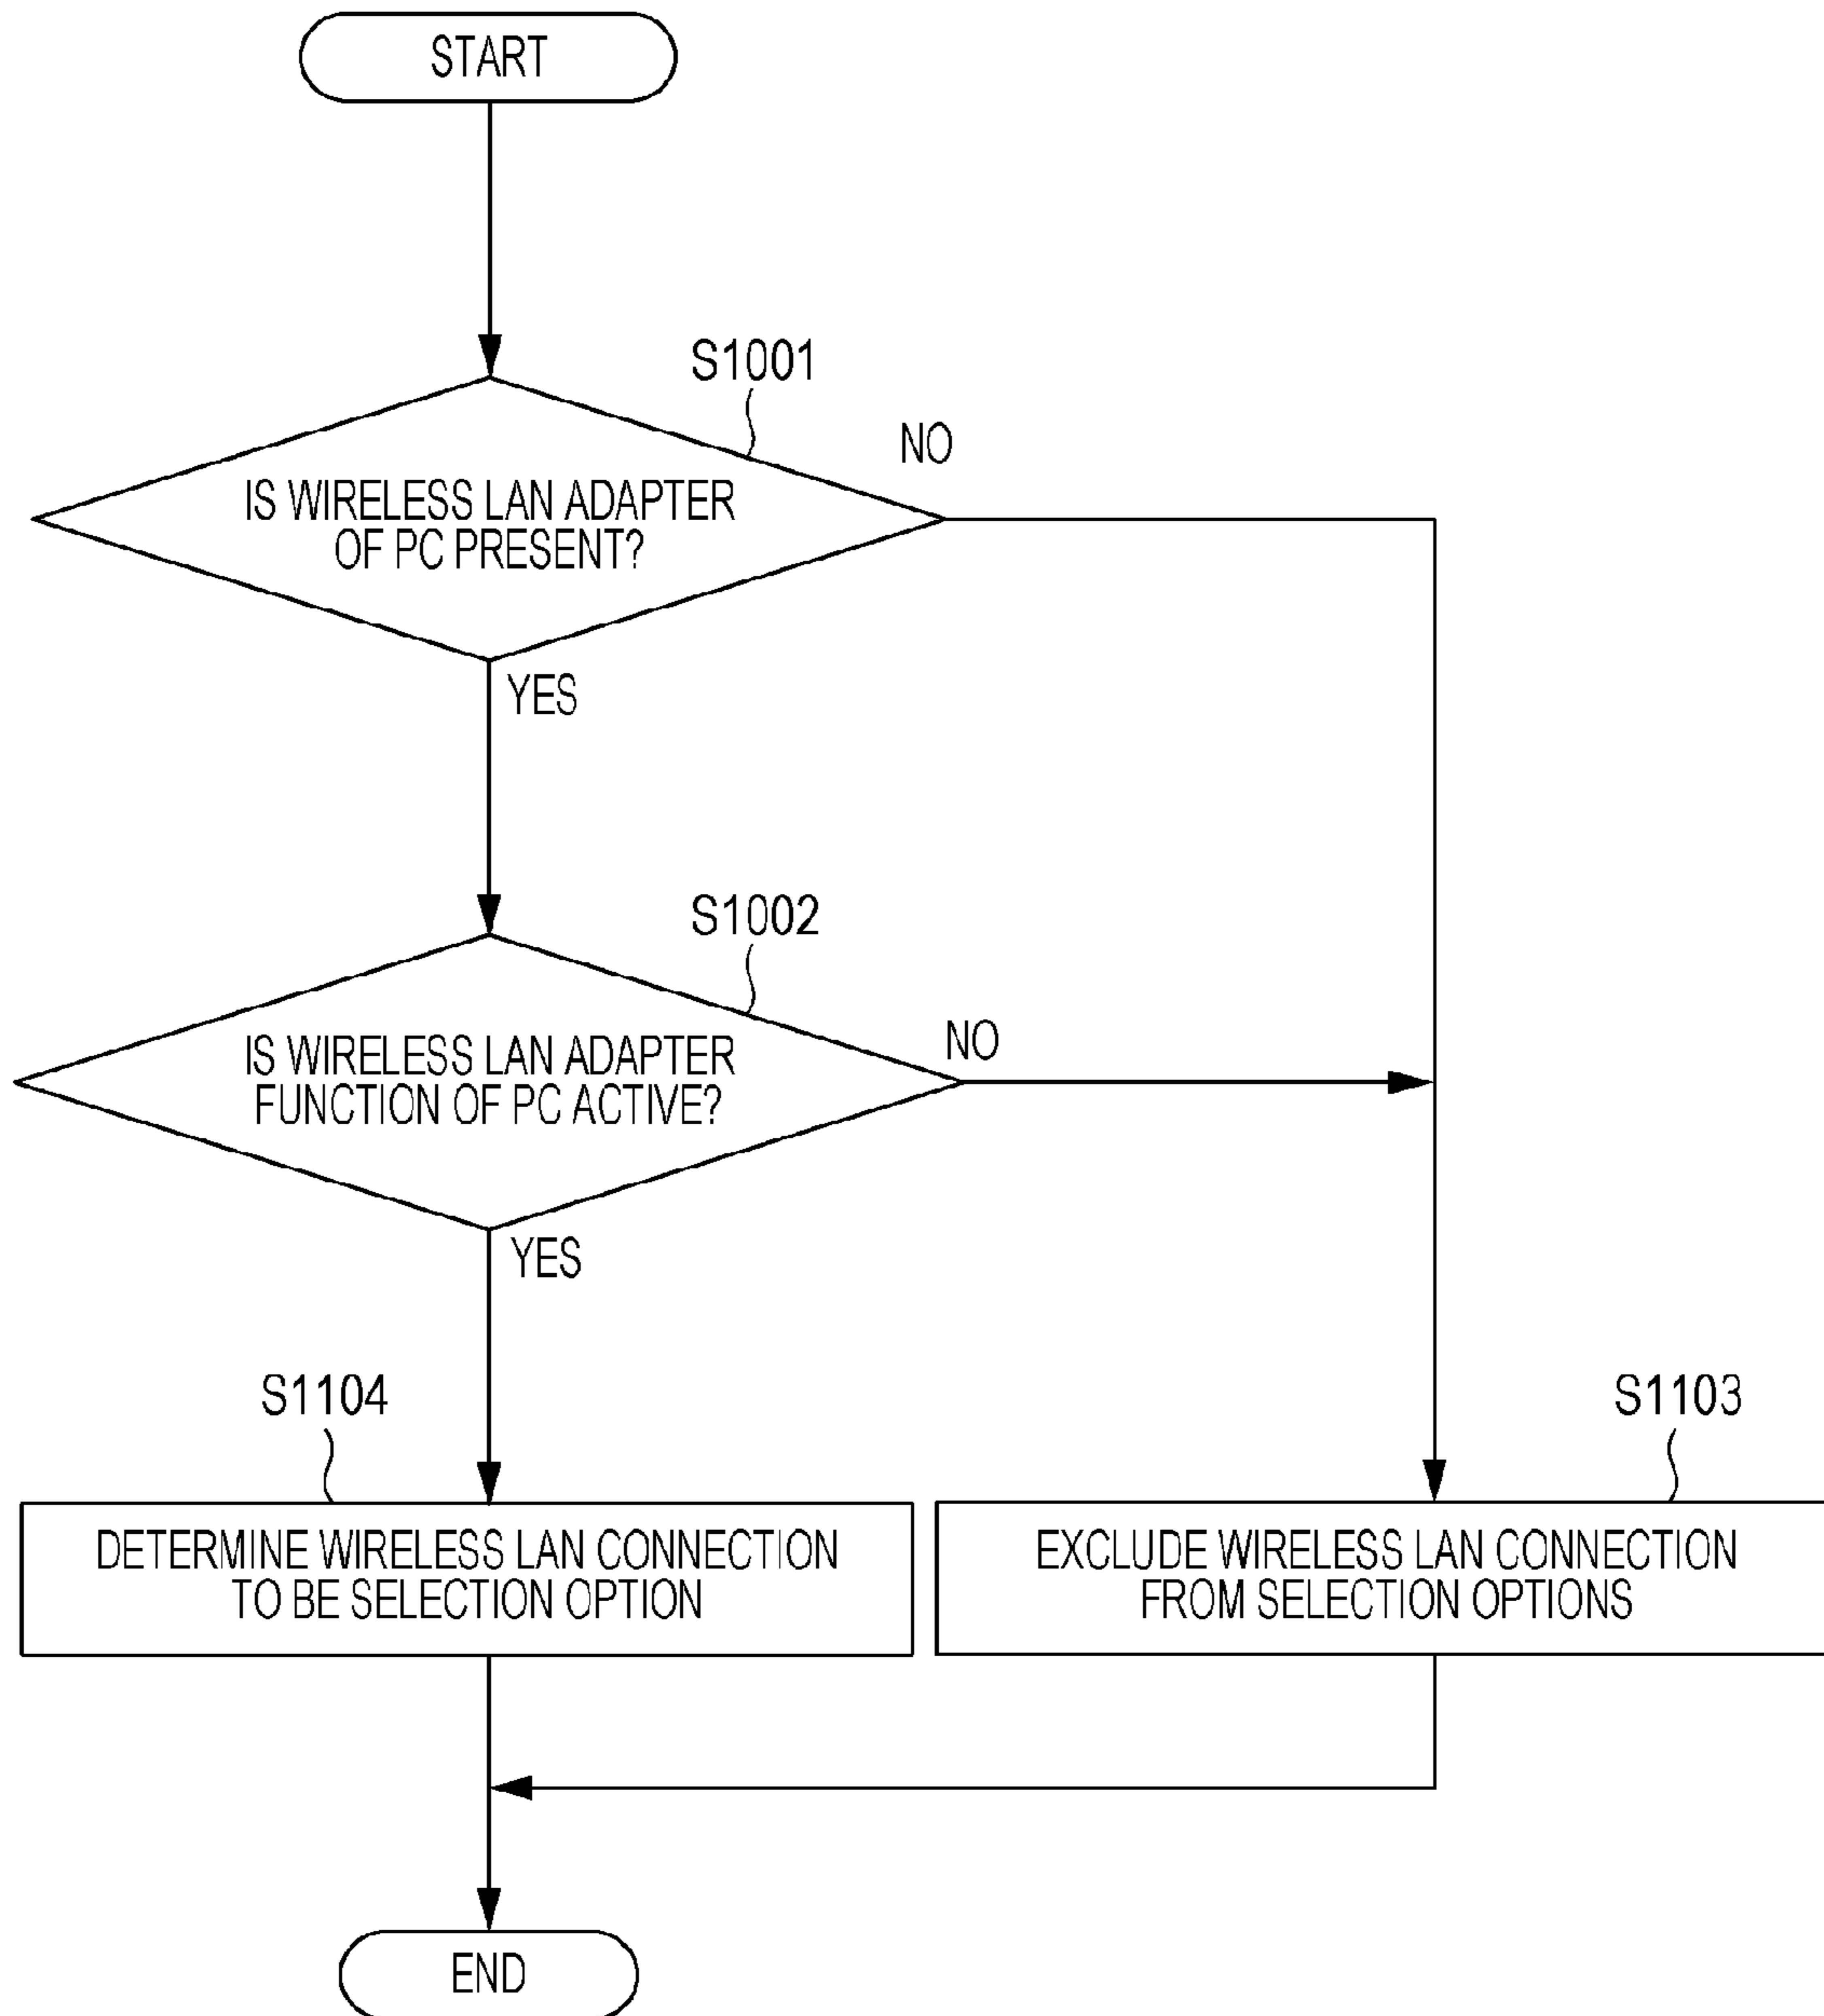 START
S1001
NO
IS WIRELESS LAN ADAPTER
OF PC PRESENT?
YES
S1002
NO
IS WIRELESS LAN ADAPTER
FUNCTION OF PC ACTIVE?
YES
S1104
DETERMINE WIRELESS LAN CONNECTION
TO BE SELECTION OPTION
S1103
EXCLUDE WIRELESS LAN CONNECTION
FROM SELECTION OPTIONS
END